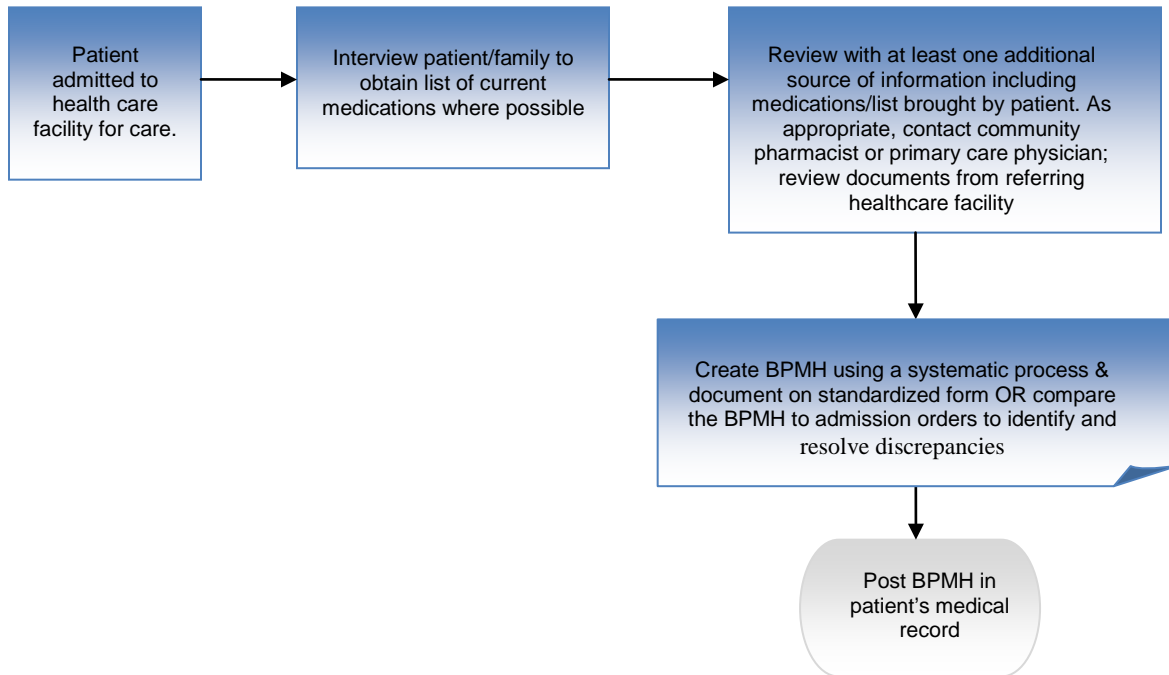 Patient
admitted to
health care
facility for care.
Interview patient/family to
obtain list of current
medications where possible
Review with at least one additional
source of information including
medications/list brought by patient. As
appropriate, contact community
pharmacist or primary care physician;
review documents from referring
healthcare facility
Create BPMH using a systematic process &
document on standardized form OR compare
the BPMH to admission orders to identify and
resolve discrepancies
Post BPMH in
patient’s medical
record